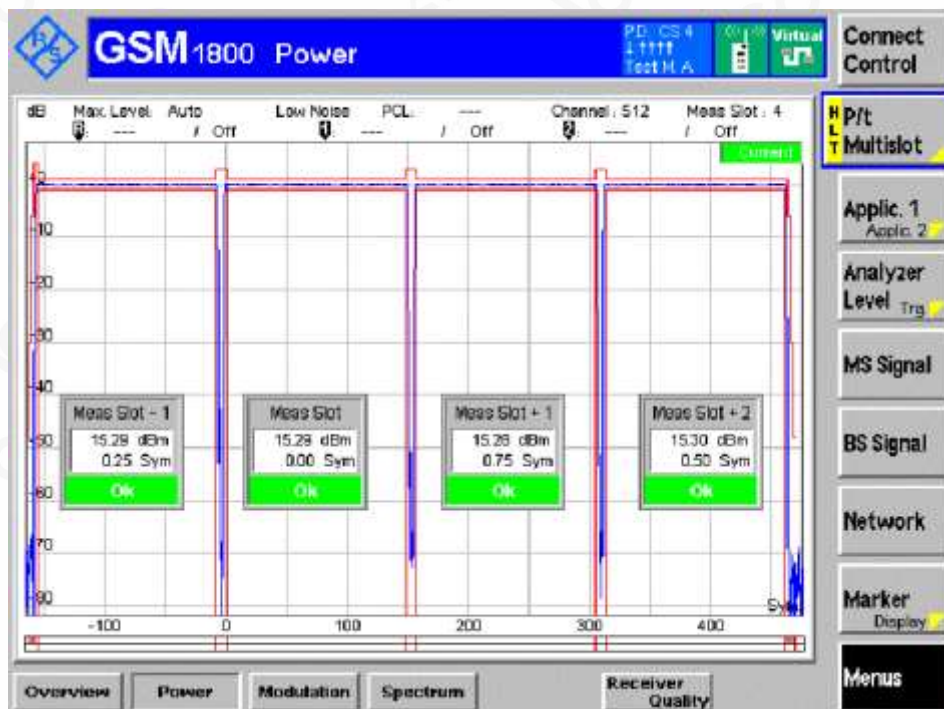 R S
GSM 1800 Power
P.D. CS 4
Test M. A
Virtual
Connect
Control
dB Max. Level: Auto Low Noise PCL: --- Channel: 512 Meas Slot: 4
--- / Off 1 --- / Off 2 --- / Off
Current
HLT
P/t
Multislot
Applic. 1
Applic. 2
Analyzer
Level Trg
MS Signal
BS Signal
Network
Marker
Display
Menus
-10
-20
-30
-40
-50
-60
-70
-80
Meas Slot - 1
15.29 dBm
0.25 Sym
Ok
Meas Slot
15.29 dBm
0.00 Sym
Ok
Meas Slot + 1
15.28 dBm
0.75 Sym
Ok
Meas Slot + 2
15.30 dBm
0.50 Sym
Ok
-100 0 100 200 300 400
Overview Power Modulation Spectrum Receiver
Quality